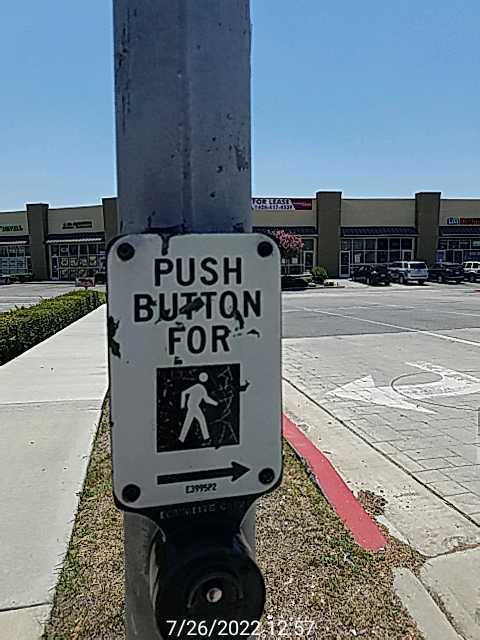 FOR LEASE
PUSH
BUTTON
FOR
E3995P2
7/26/2022 12:57